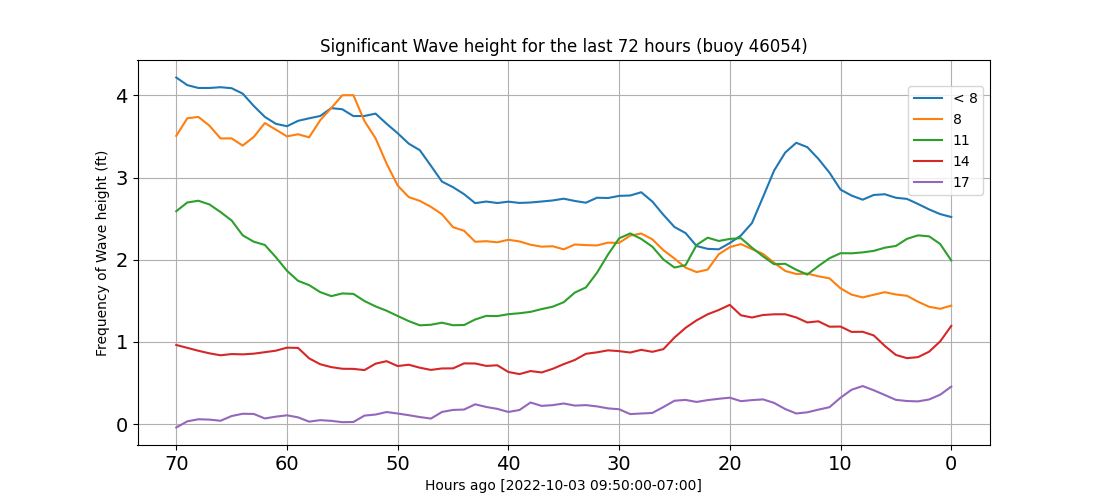 Significant Wave height for the last 72 hours (buoy 46054)
Frequency of Wave height (ft)
4
3
2
1
0
< 8
8
11
14
17
70 60 50 40 30 20 10 0
Hours ago [2022-10-03 09:50:00-07:00]